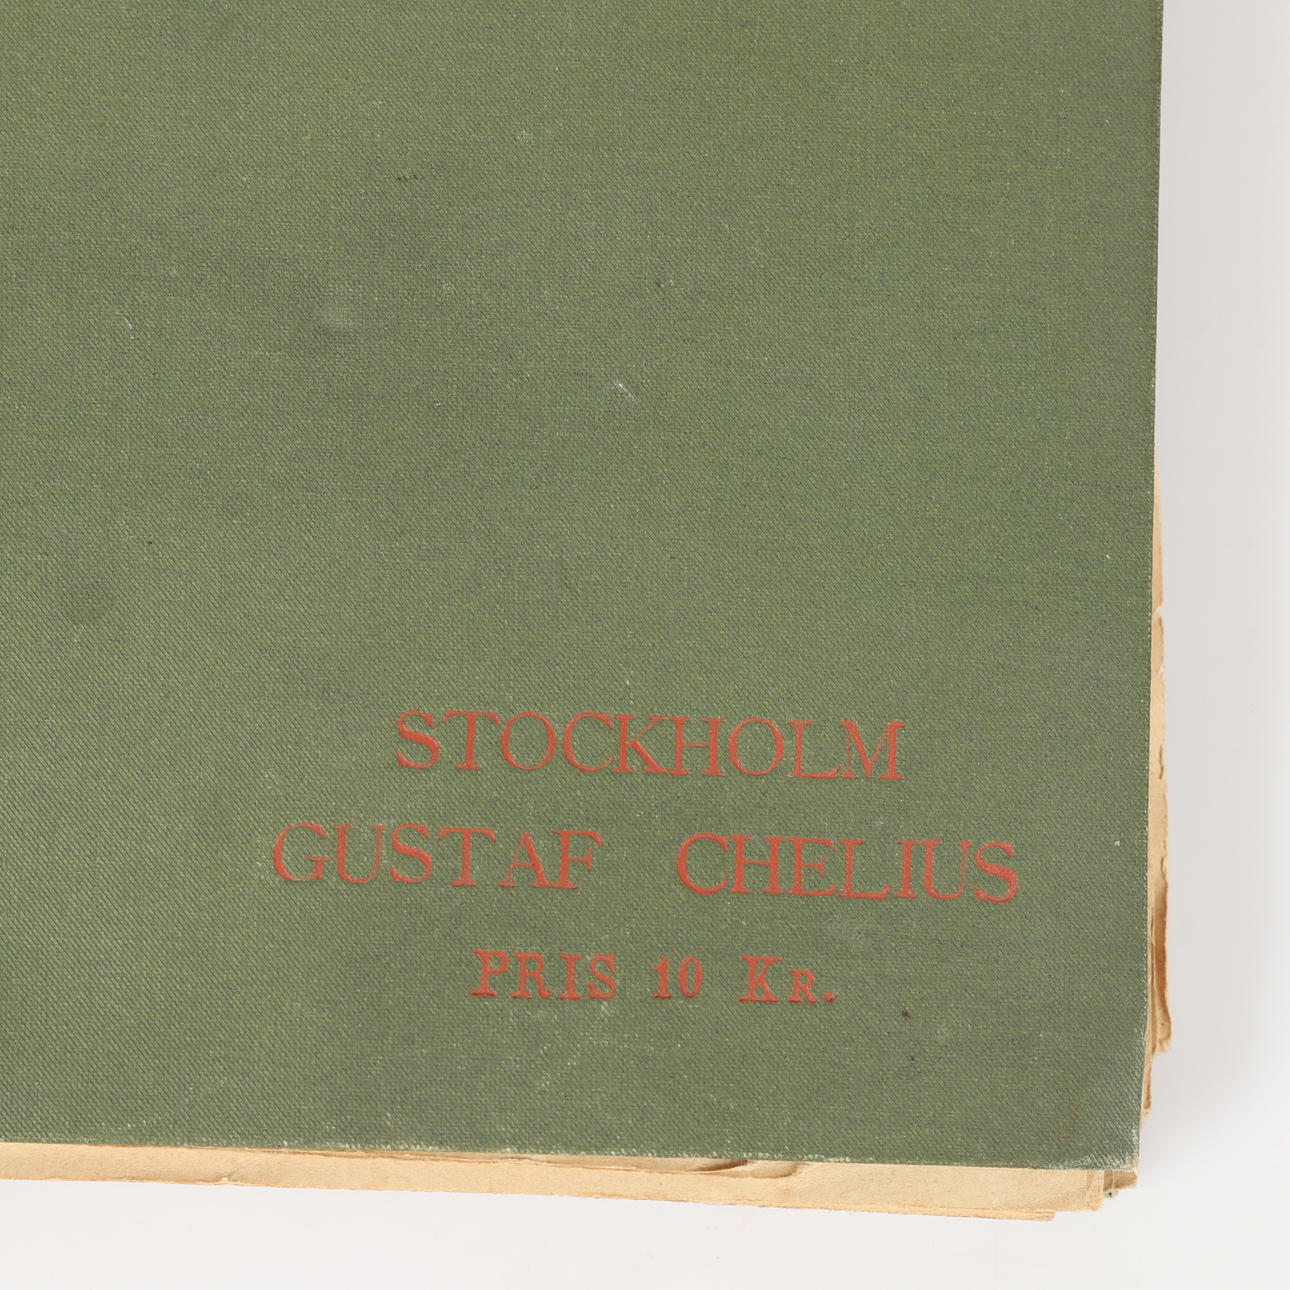 STOCKHOLM
GUSTAF CHELIUS
PRIS 10 KR.